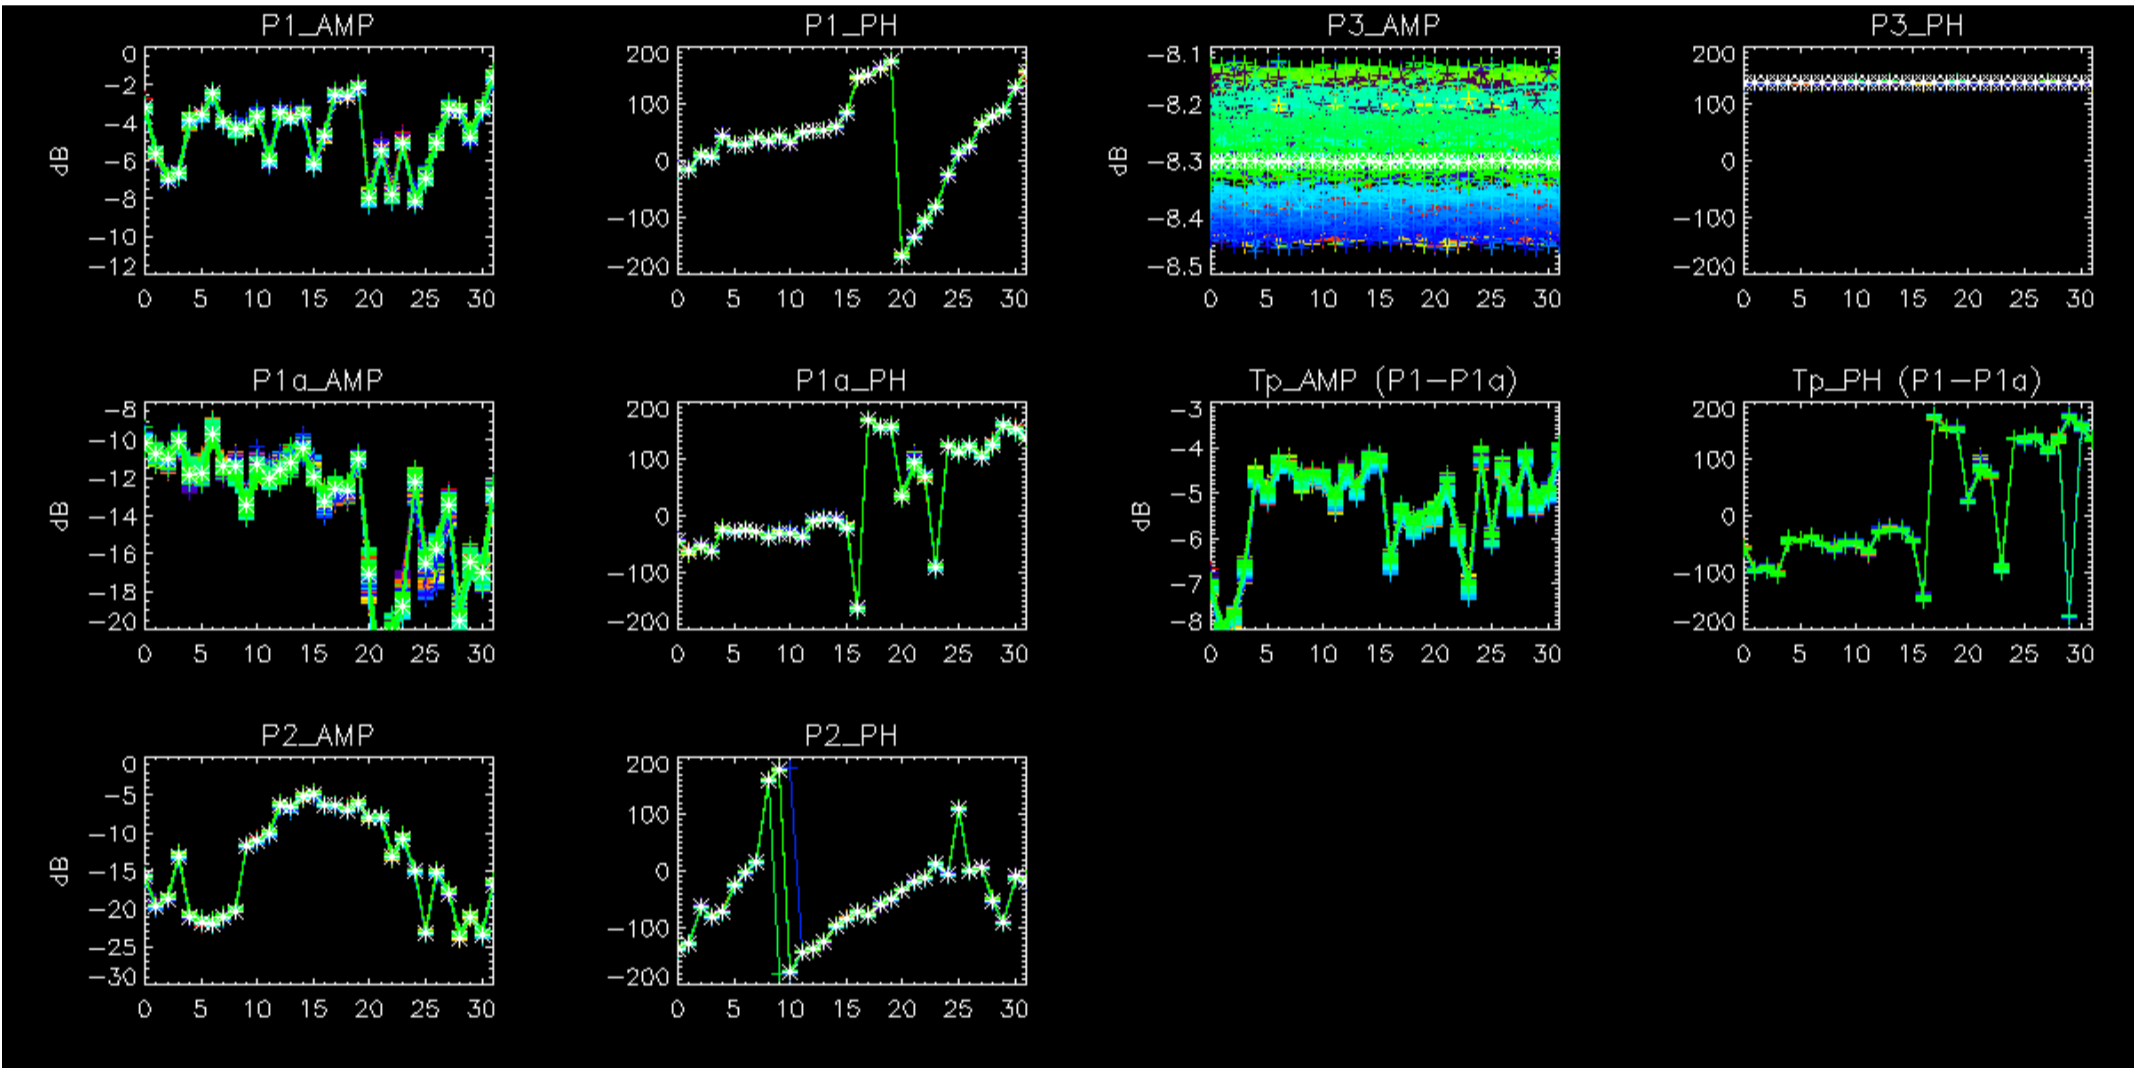 P1_AMP
0
-2
-4
-6
-8
-10
-12
dB
0 5 10 15 20 25 30
P1_PH
200
100
0
-100
-200
0 5 10 15 20 25 30
P3_AMP
-8.1
-8.2
-8.3
-8.4
-8.5
dB
0 5 10 15 20 25 30
P3_PH
200
100
0
-100
-200
0 5 10 15 20 25 30
P1a_AMP
-8
-10
-12
-14
-16
-18
-20
dB
0 5 10 15 20 25 30
P1a_PH
200
100
0
-100
-200
0 5 10 15 20 25 30
Tp_AMP (P1-P1a)
-3
-4
-5
-6
-7
-8
dB
0 5 10 15 20 25 30
Tp_PH (P1-P1a)
200
100
0
-100
-200
0 5 10 15 20 25 30
P2_AMP
0
-5
-10
-15
-20
-25
-30
dB
0 5 10 15 20 25 30
P2_PH
200
100
0
-100
-200
0 5 10 15 20 25 30